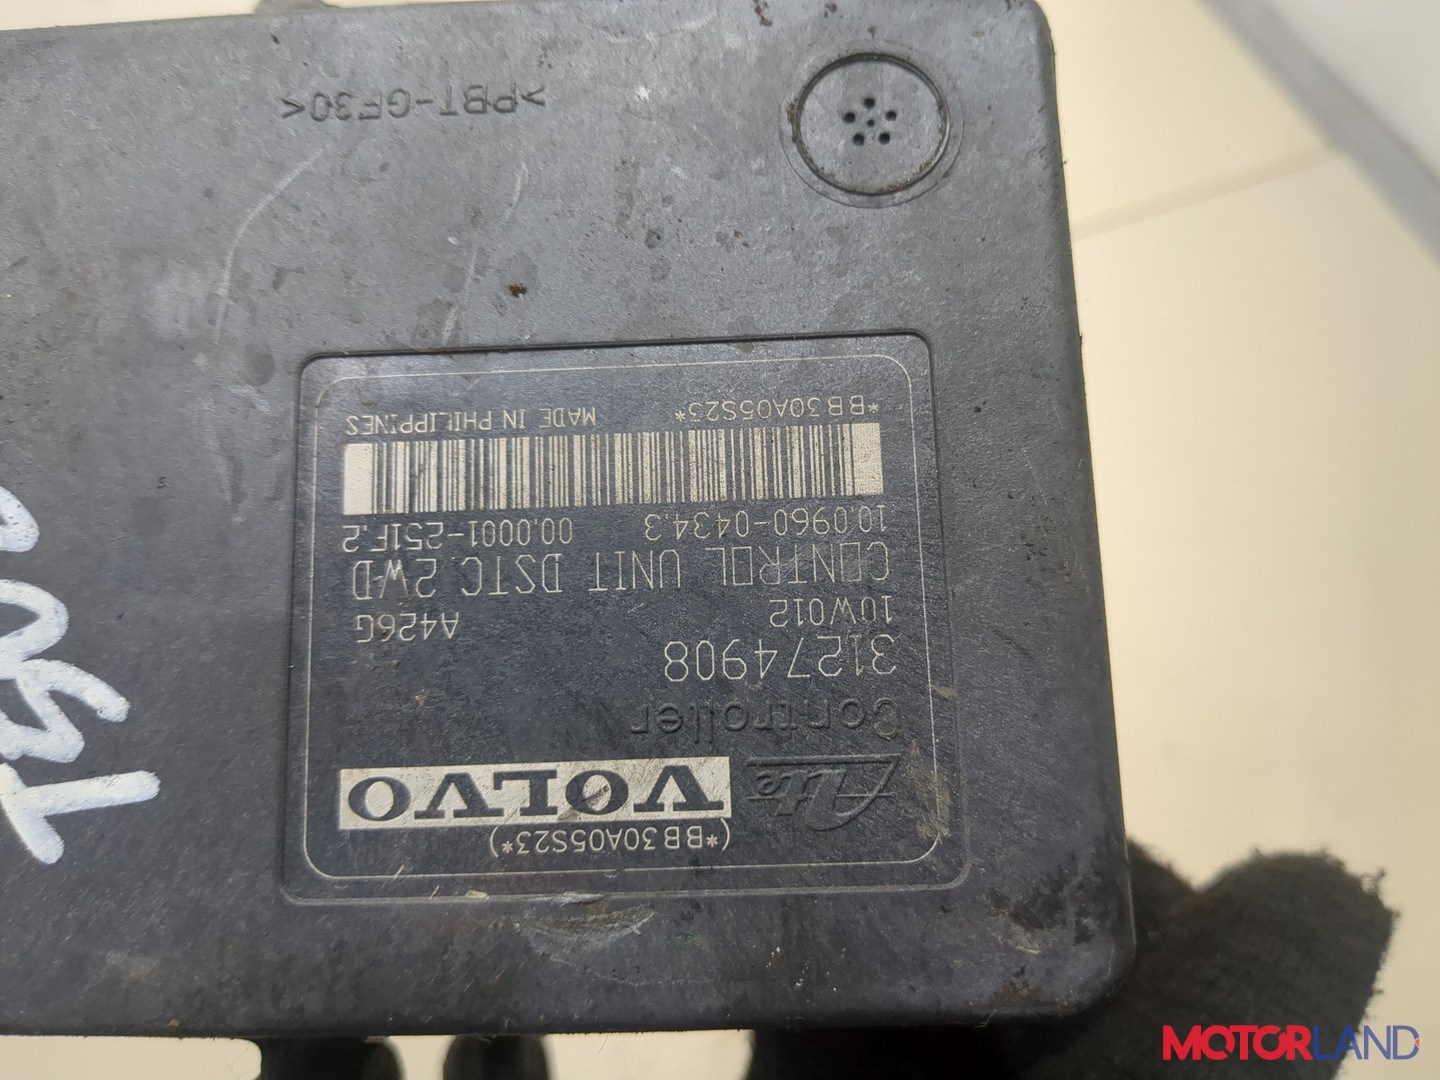 (*BB30A05S23*)
Ate VOLVO
Controller
31274908
10W012 A426G
CONTROL UNIT DSTC 2WD
10.0960-0434.3 00.0001-251F.2
*BB30A05S23* MADE IN PHILIPPINES
>PBT-GF30<
MOTORLAND